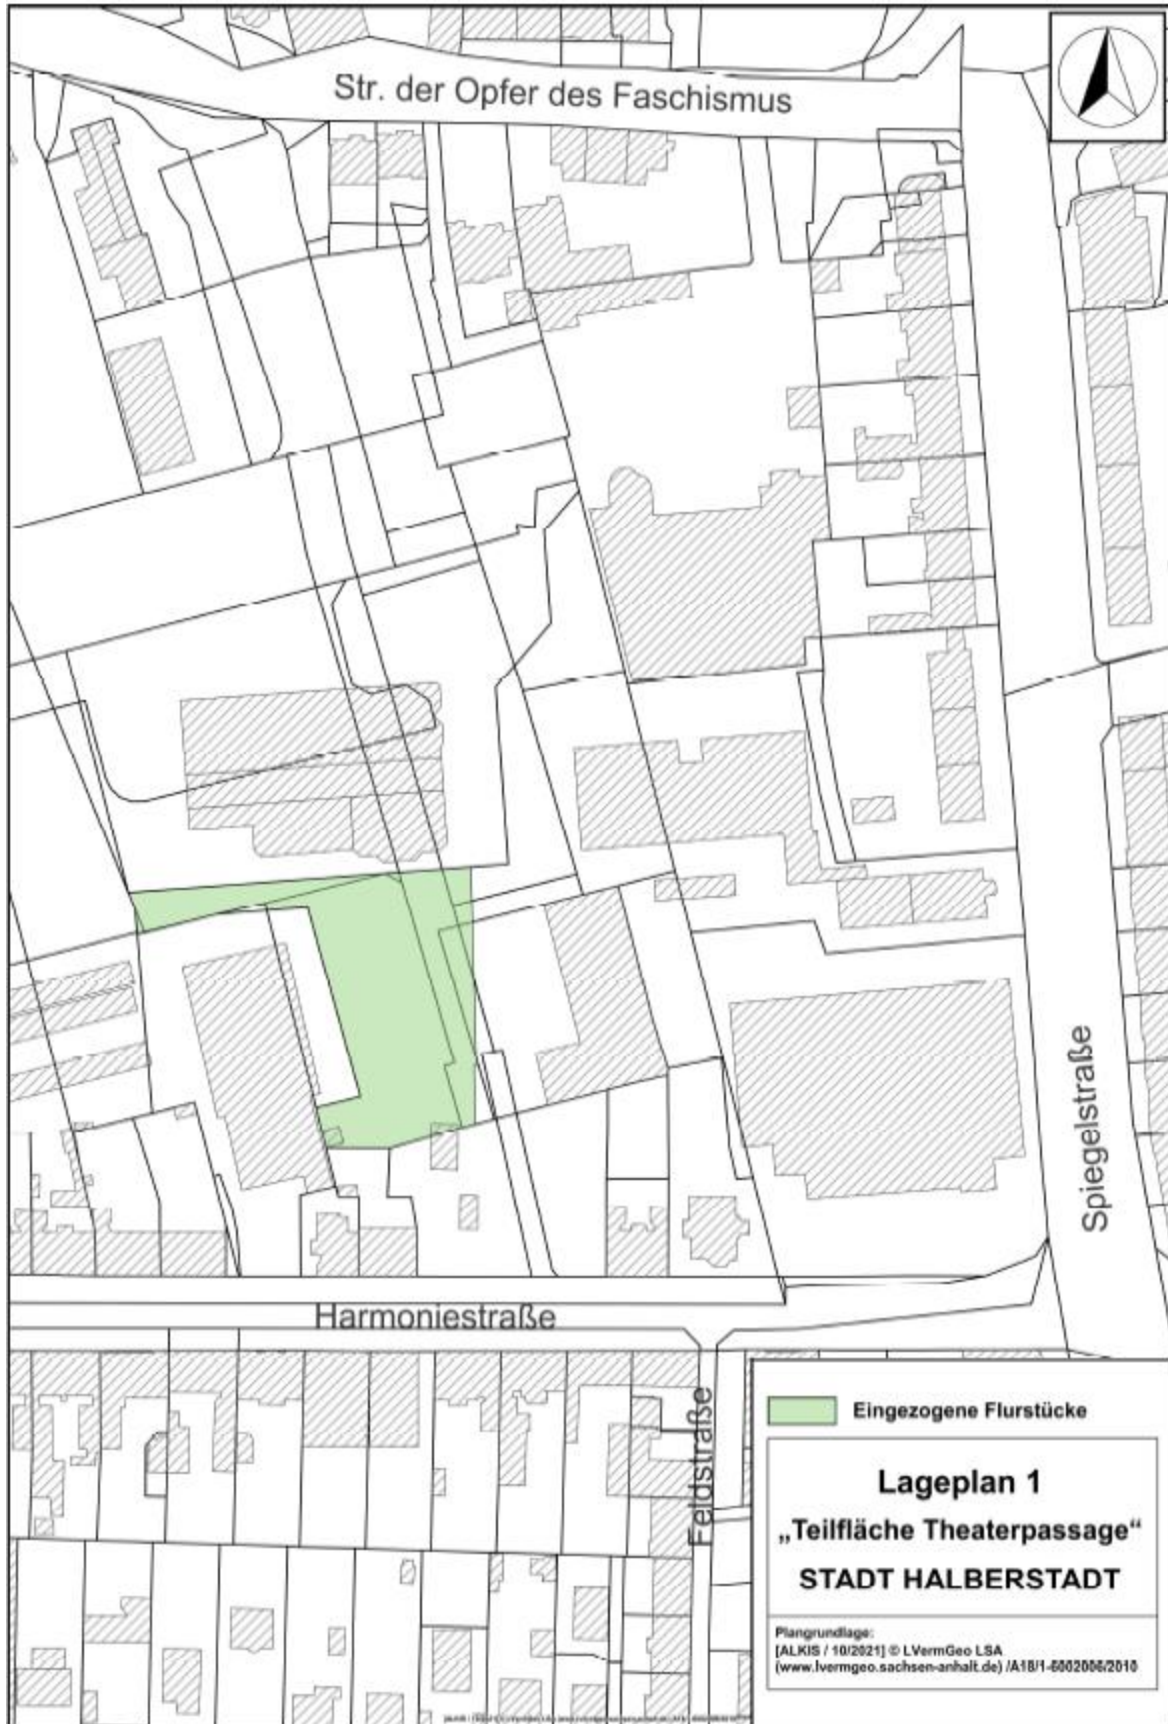 Str. der Opfer des Faschismus
Spiegelstraße
Harmoniestraße
Feldstraße
Eingezogene Flurstücke
Lageplan 1
„Teilfläche Theaterpassage“
STADT HALBERSTADT
Plangrundlage:
[ALKIS / 10/2021] © LVermGeo LSA
(www.lvermgeo.sachsen-anhalt.de) /A18/1-6002006/2010